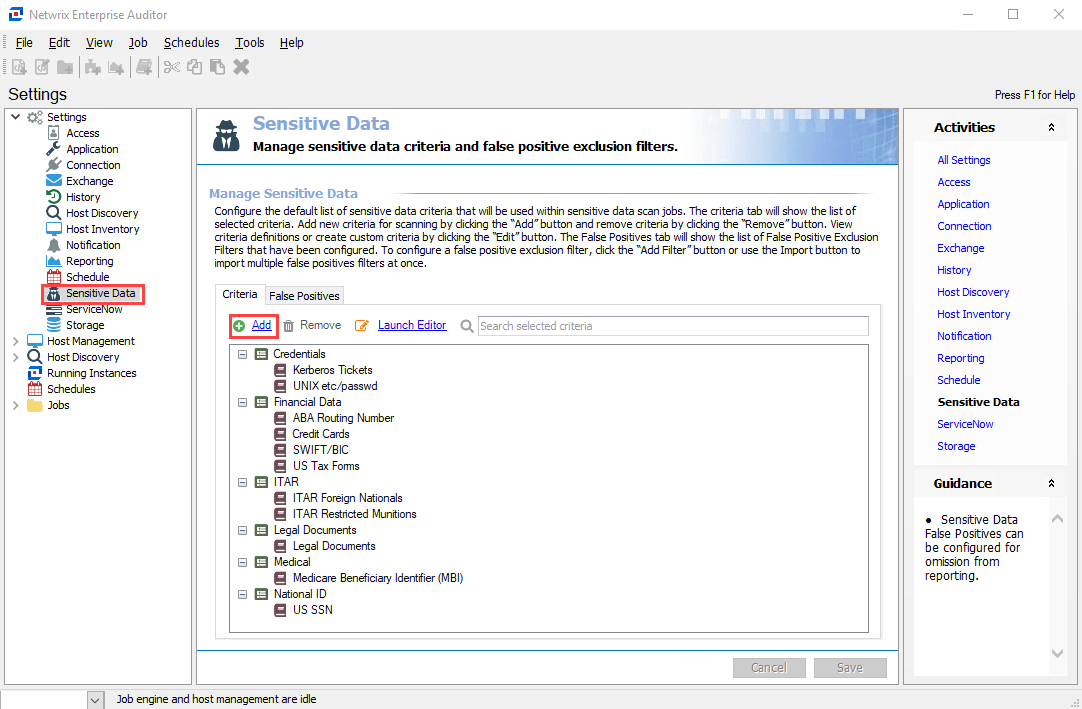 Netwrix Enterprise Auditor
File Edit View Job Schedules Tools Help
Settings
Press F1 for Help
Settings
Access
Application
Connection
Exchange
History
Host Discovery
Host Inventory
Notification
Reporting
Schedule
Sensitive Data
ServiceNow
Storage
Host Management
Host Discovery
Running Instances
Schedules
Jobs
Sensitive Data
Manage sensitive data criteria and false positive exclusion filters.
Manage Sensitive Data
Configure the default list of sensitive data criteria that will be used within sensitive data scan jobs. The criteria tab will show the list of
selected criteria. Add new criteria for scanning by clicking the “Add” button and remove criteria by clicking the “Remove” button. View
criteria definitions or create custom criteria by clicking the “Edit” button. The False Positives tab will show the list of False Positive Exclusion
Filters that have been configured. To configure a false positive exclusion filter, click the “Add Filter” button or use the Import button to
import multiple false positives filters at once.
Criteria False Positives
Add Remove Launch Editor Search selected criteria
Credentials
Kerberos Tickets
UNIX etc/passwd
Financial Data
ABA Routing Number
Credit Cards
SWIFT/BIC
US Tax Forms
ITAR
ITAR Foreign Nationals
ITAR Restricted Munitions
Legal Documents
Legal Documents
Medical
Medicare Beneficiary Identifier (MBI)
National ID
US SSN
Cancel Save
Activities
All Settings
Access
Application
Connection
Exchange
History
Host Discovery
Host Inventory
Notification
Reporting
Schedule
Sensitive Data
ServiceNow
Storage
Guidance
• Sensitive Data
False Positives can
be configured for
omission from
reporting.
Job engine and host management are idle